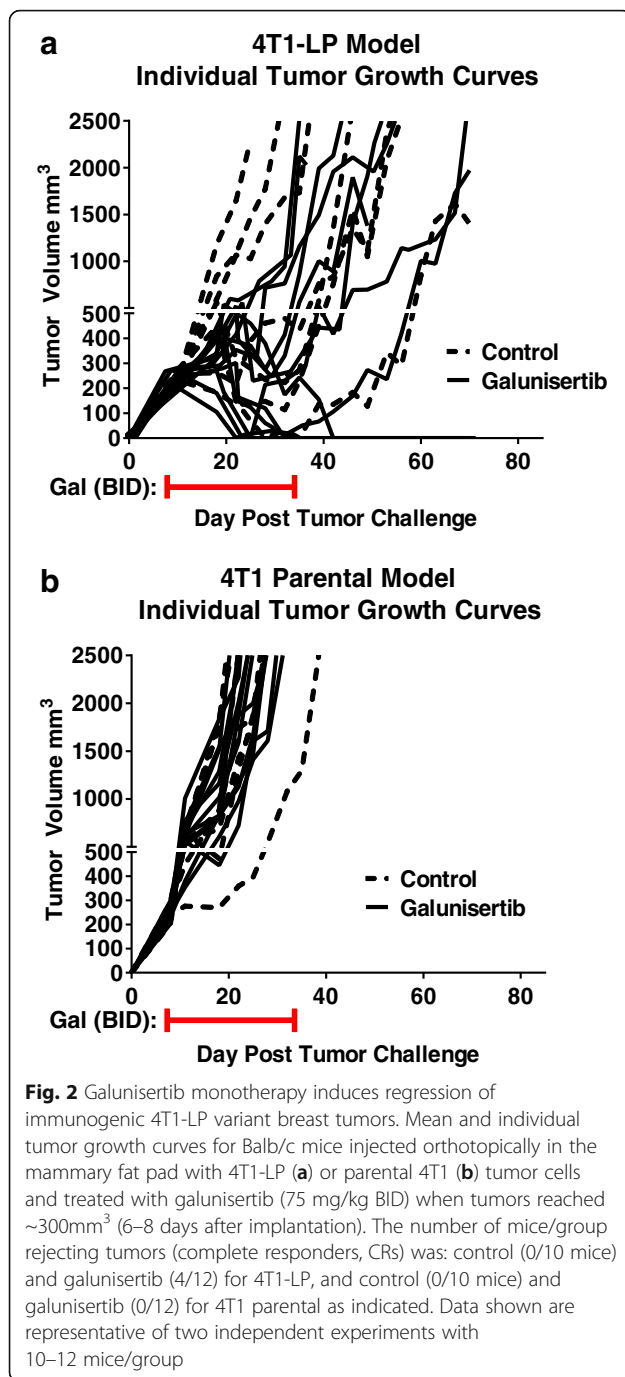 a
4T1-LP Model
Individual Tumor Growth Curves
Tumor Volume mm³
2500
2000
1500
1000
500
400
300
200
100
0
Control
Galunisertib
0 20 40 60 80
Gal (BID):
Day Post Tumor Challenge
b
4T1 Parental Model
Individual Tumor Growth Curves
Tumor Volume mm³
2500
2000
1500
1000
500
400
300
200
100
0
Control
Galunisertib
0 20 40 60 80
Gal (BID):
Day Post Tumor Challenge
Fig. 2 Galunisertib monotherapy induces regression of
immunogenic 4T1-LP variant breast tumors. Mean and individual
tumor growth curves for Balb/c mice injected orthotopically in the
mammary fat pad with 4T1-LP (a) or parental 4T1 (b) tumor cells
and treated with galunisertib (75 mg/kg BID) when tumors reached
~300mm³ (6–8 days after implantation). The number of mice/group
rejecting tumors (complete responders, CRs) was: control (0/10 mice)
and galunisertib (4/12) for 4T1-LP, and control (0/10 mice) and
galunisertib (0/12) for 4T1 parental as indicated. Data shown are
representative of two independent experiments with
10–12 mice/group